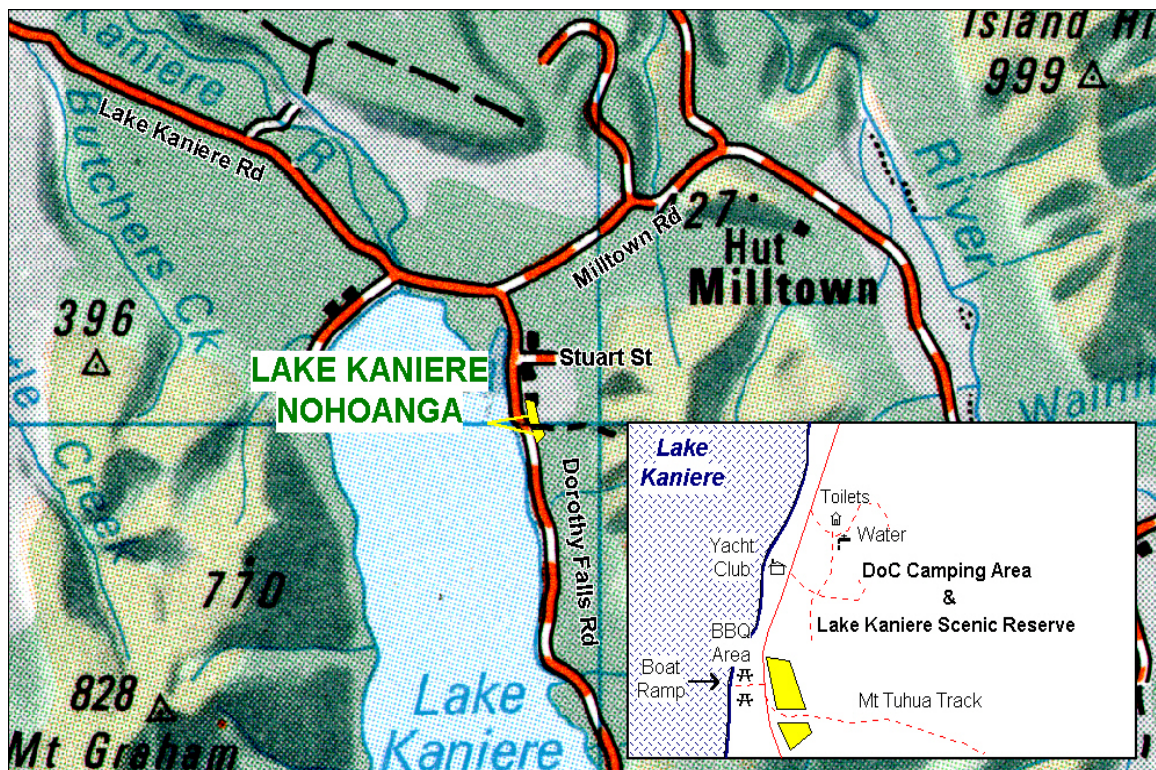 Island Hi
999
Kaniere
R
Lake Kaniere Rd
Butchers Ck
River
Milltown Rd
27
Hut
Milltown
396
Stuart St
LAKE KANIERE
NOHOANGA
Creek
Dorothy Falls Rd
770
828
Mt Greham
Lake
Kaniere
Lake
Kaniere
Toilets
Water
Yacht
Club
DoC Camping Area
&
Lake Kaniere Scenic Reserve
BBQ
Area
Boat
Ramp
Mt Tuhua Track